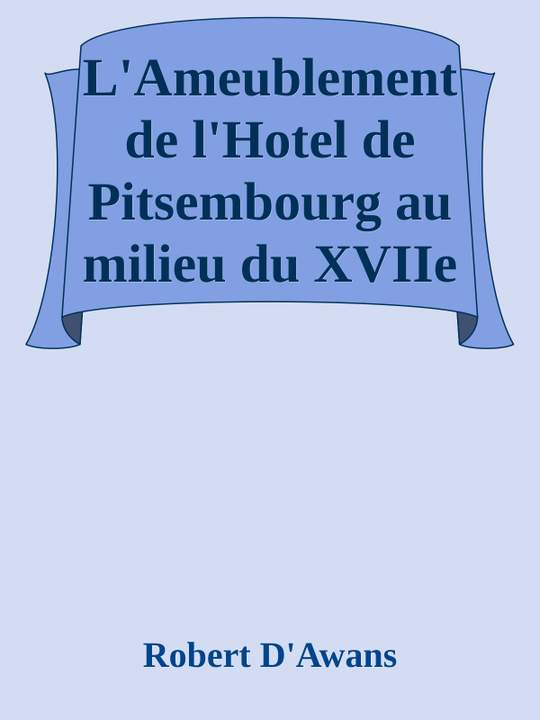 L'Ameublement
de l'Hotel de
Pitsembourg au
milieu du XVIIe
Robert D'Awans